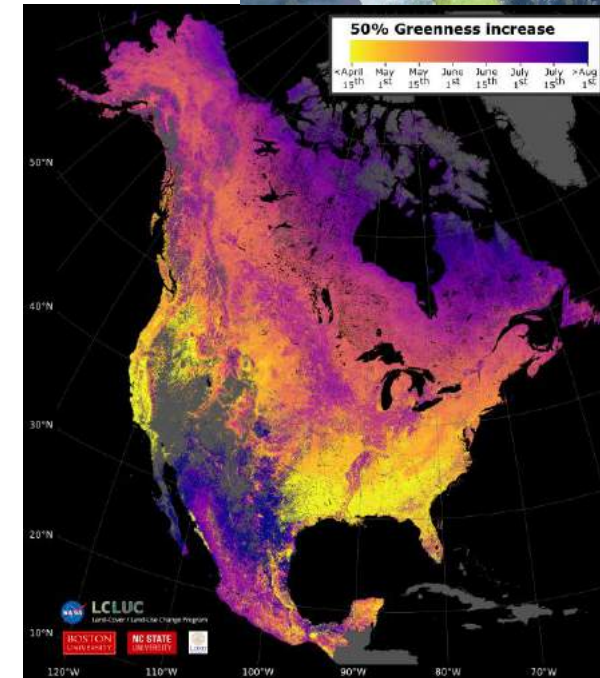 50% Greenness increase
<April 15th May 1st May 15th June 1st June 15th July 1st July 15th >Aug 1st
50°N
40°N
30°N
20°N
10°N
NASA LCLUC
Land-Cover / Land-Use Change Program
BOSTON UNIVERSITY
NC STATE UNIVERSITY
120°W 110°W 100°W 90°W 80°W 70°W